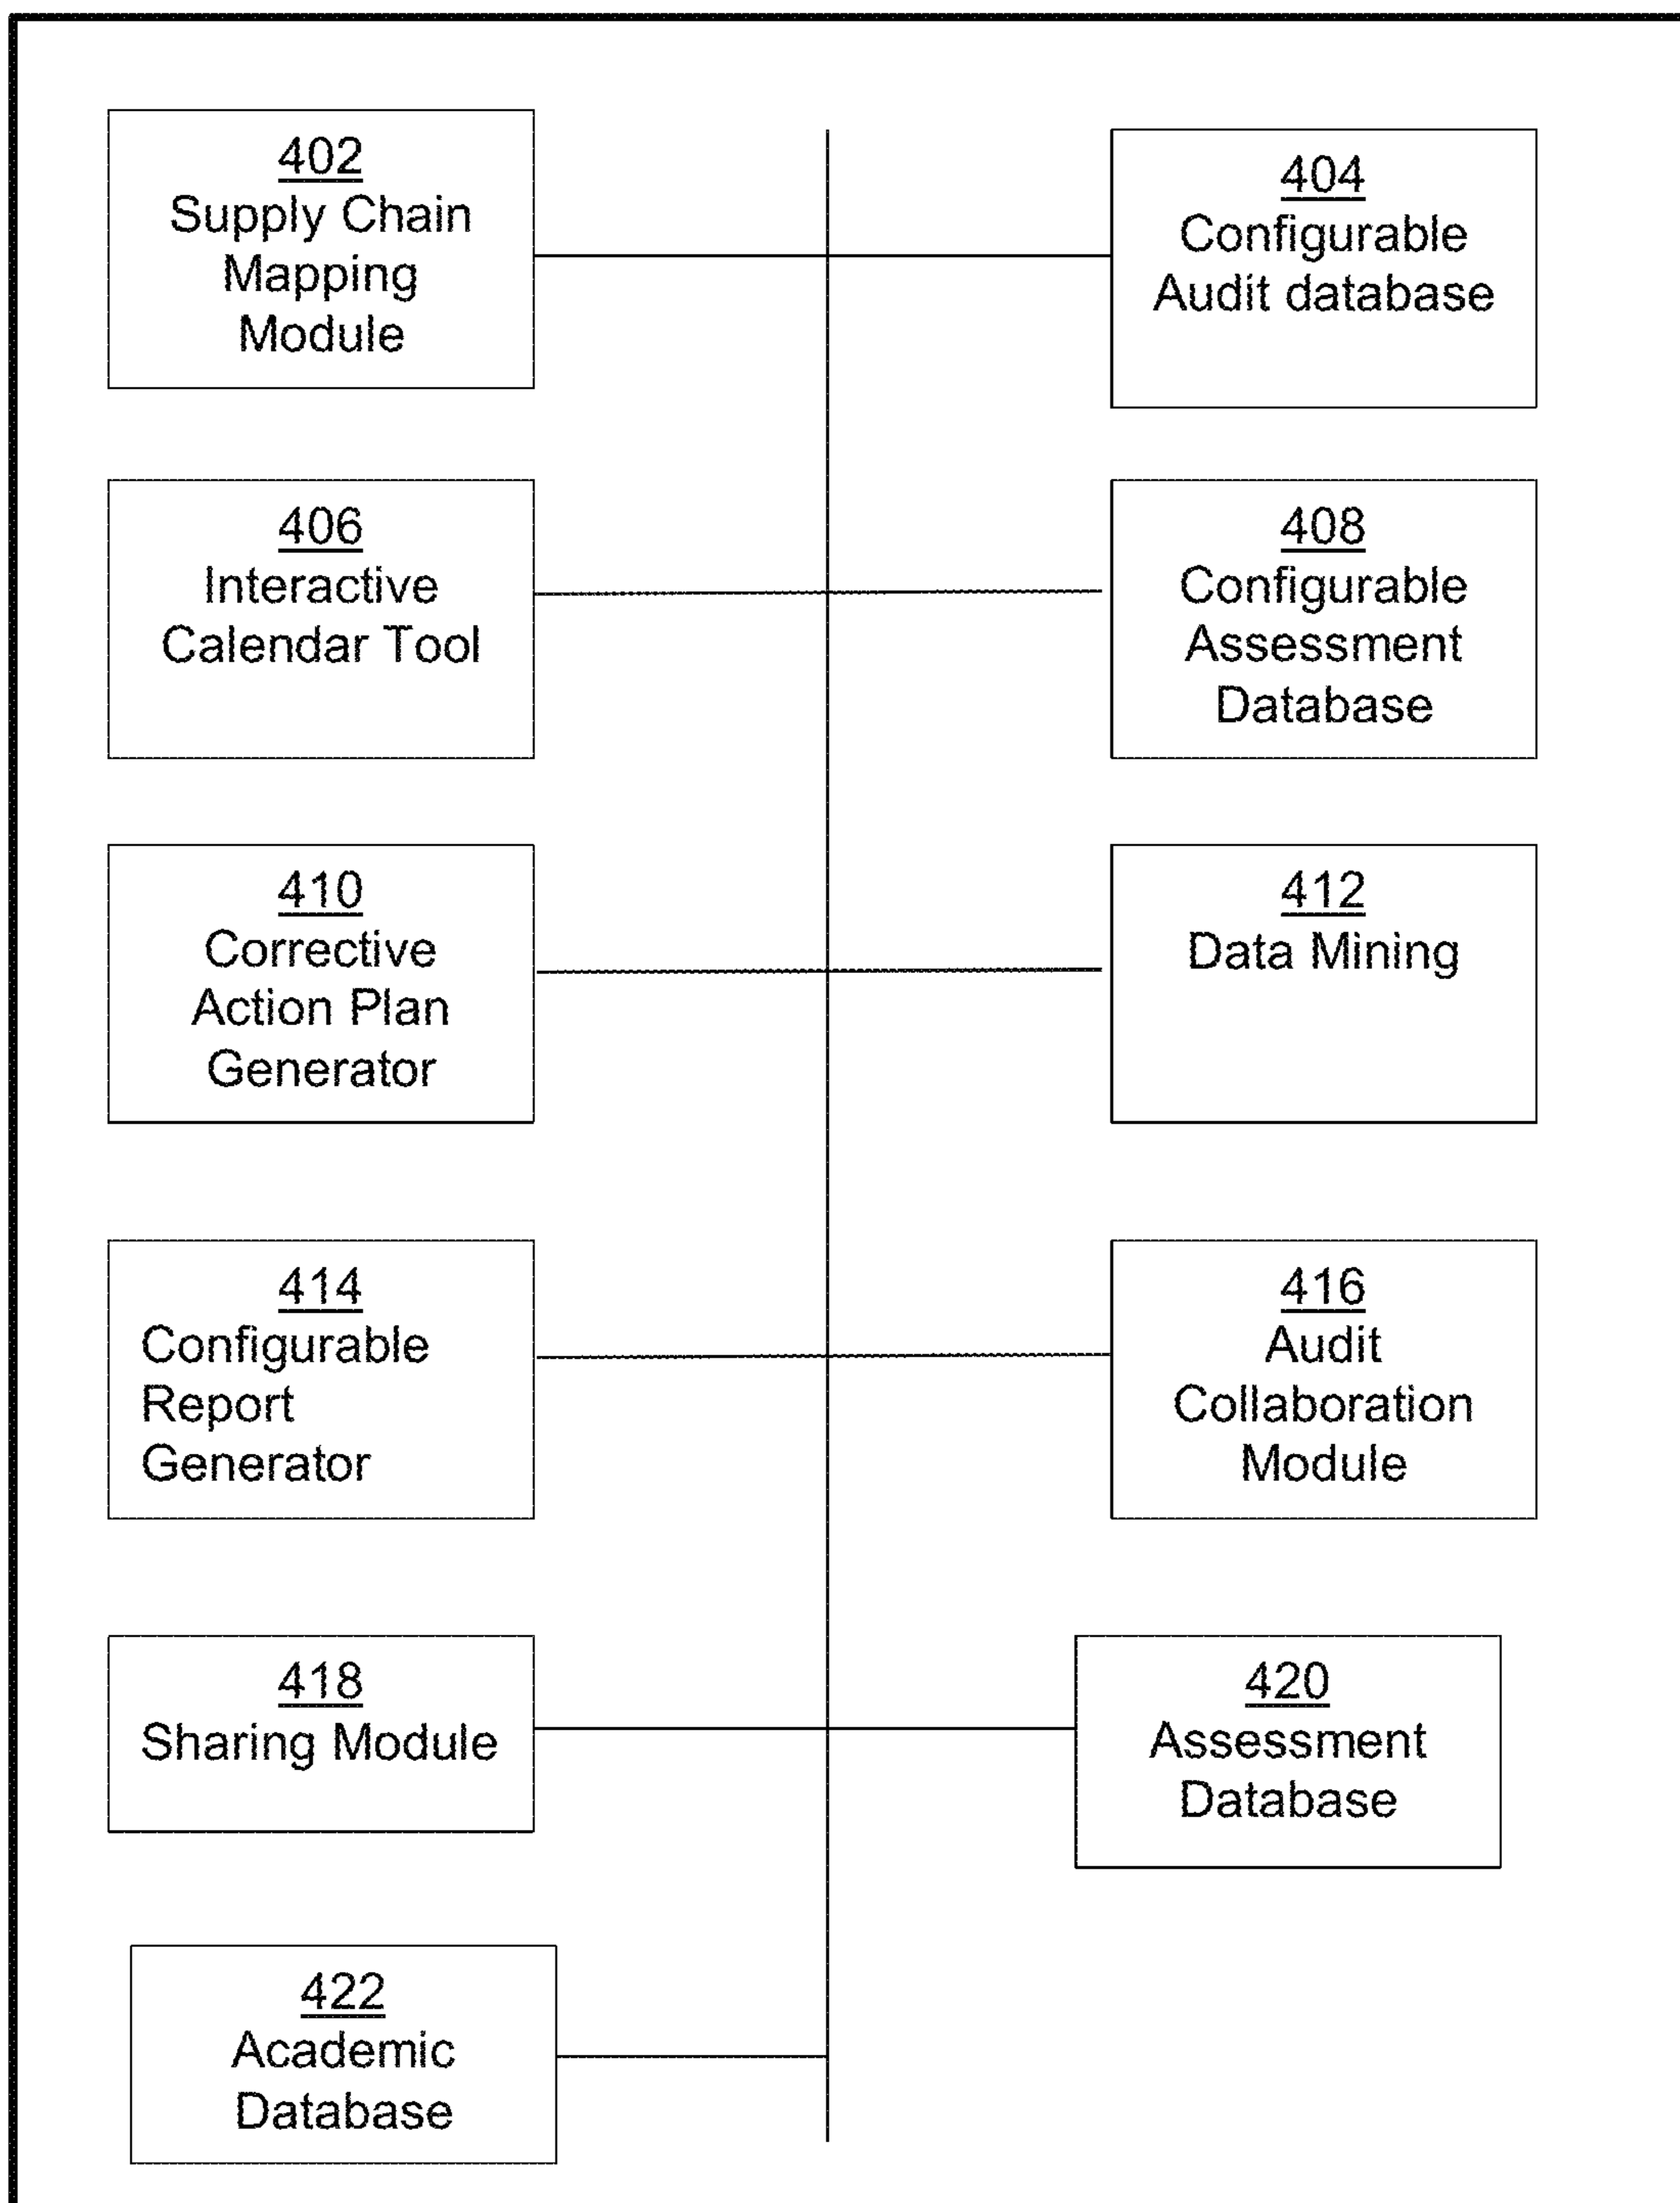 402
Supply Chain
Mapping
Module
404
Configurable
Audit database
406
Interactive
Calendar Tool
408
Configurable
Assessment
Database
410
Corrective
Action Plan
Generator
412
Data Mining
414
Configurable
Report
Generator
416
Audit
Collaboration
Module
418
Sharing Module
420
Assessment
Database
422
Academic
Database